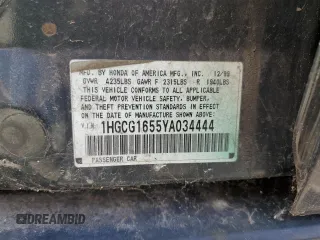 MFD. BY HONDA OF AMERICA MFG., INC. 12/99
GVWR A235LBS GAWR F 2315LBS R 1940LBS
THIS VEHICLE CONFORMS TO ALL APPLICABLE
FEDERAL MOTOR VEHICLE SAFETY, BUMPER,
AND THEFT PREVENTION STANDARDS IN EFFECT
ON THE DATE OF MANUFACTURE SHOWN ABOVE.
V.I.N. 1HGCG1655YA034444
PASSENGER CAR
DREAMBID